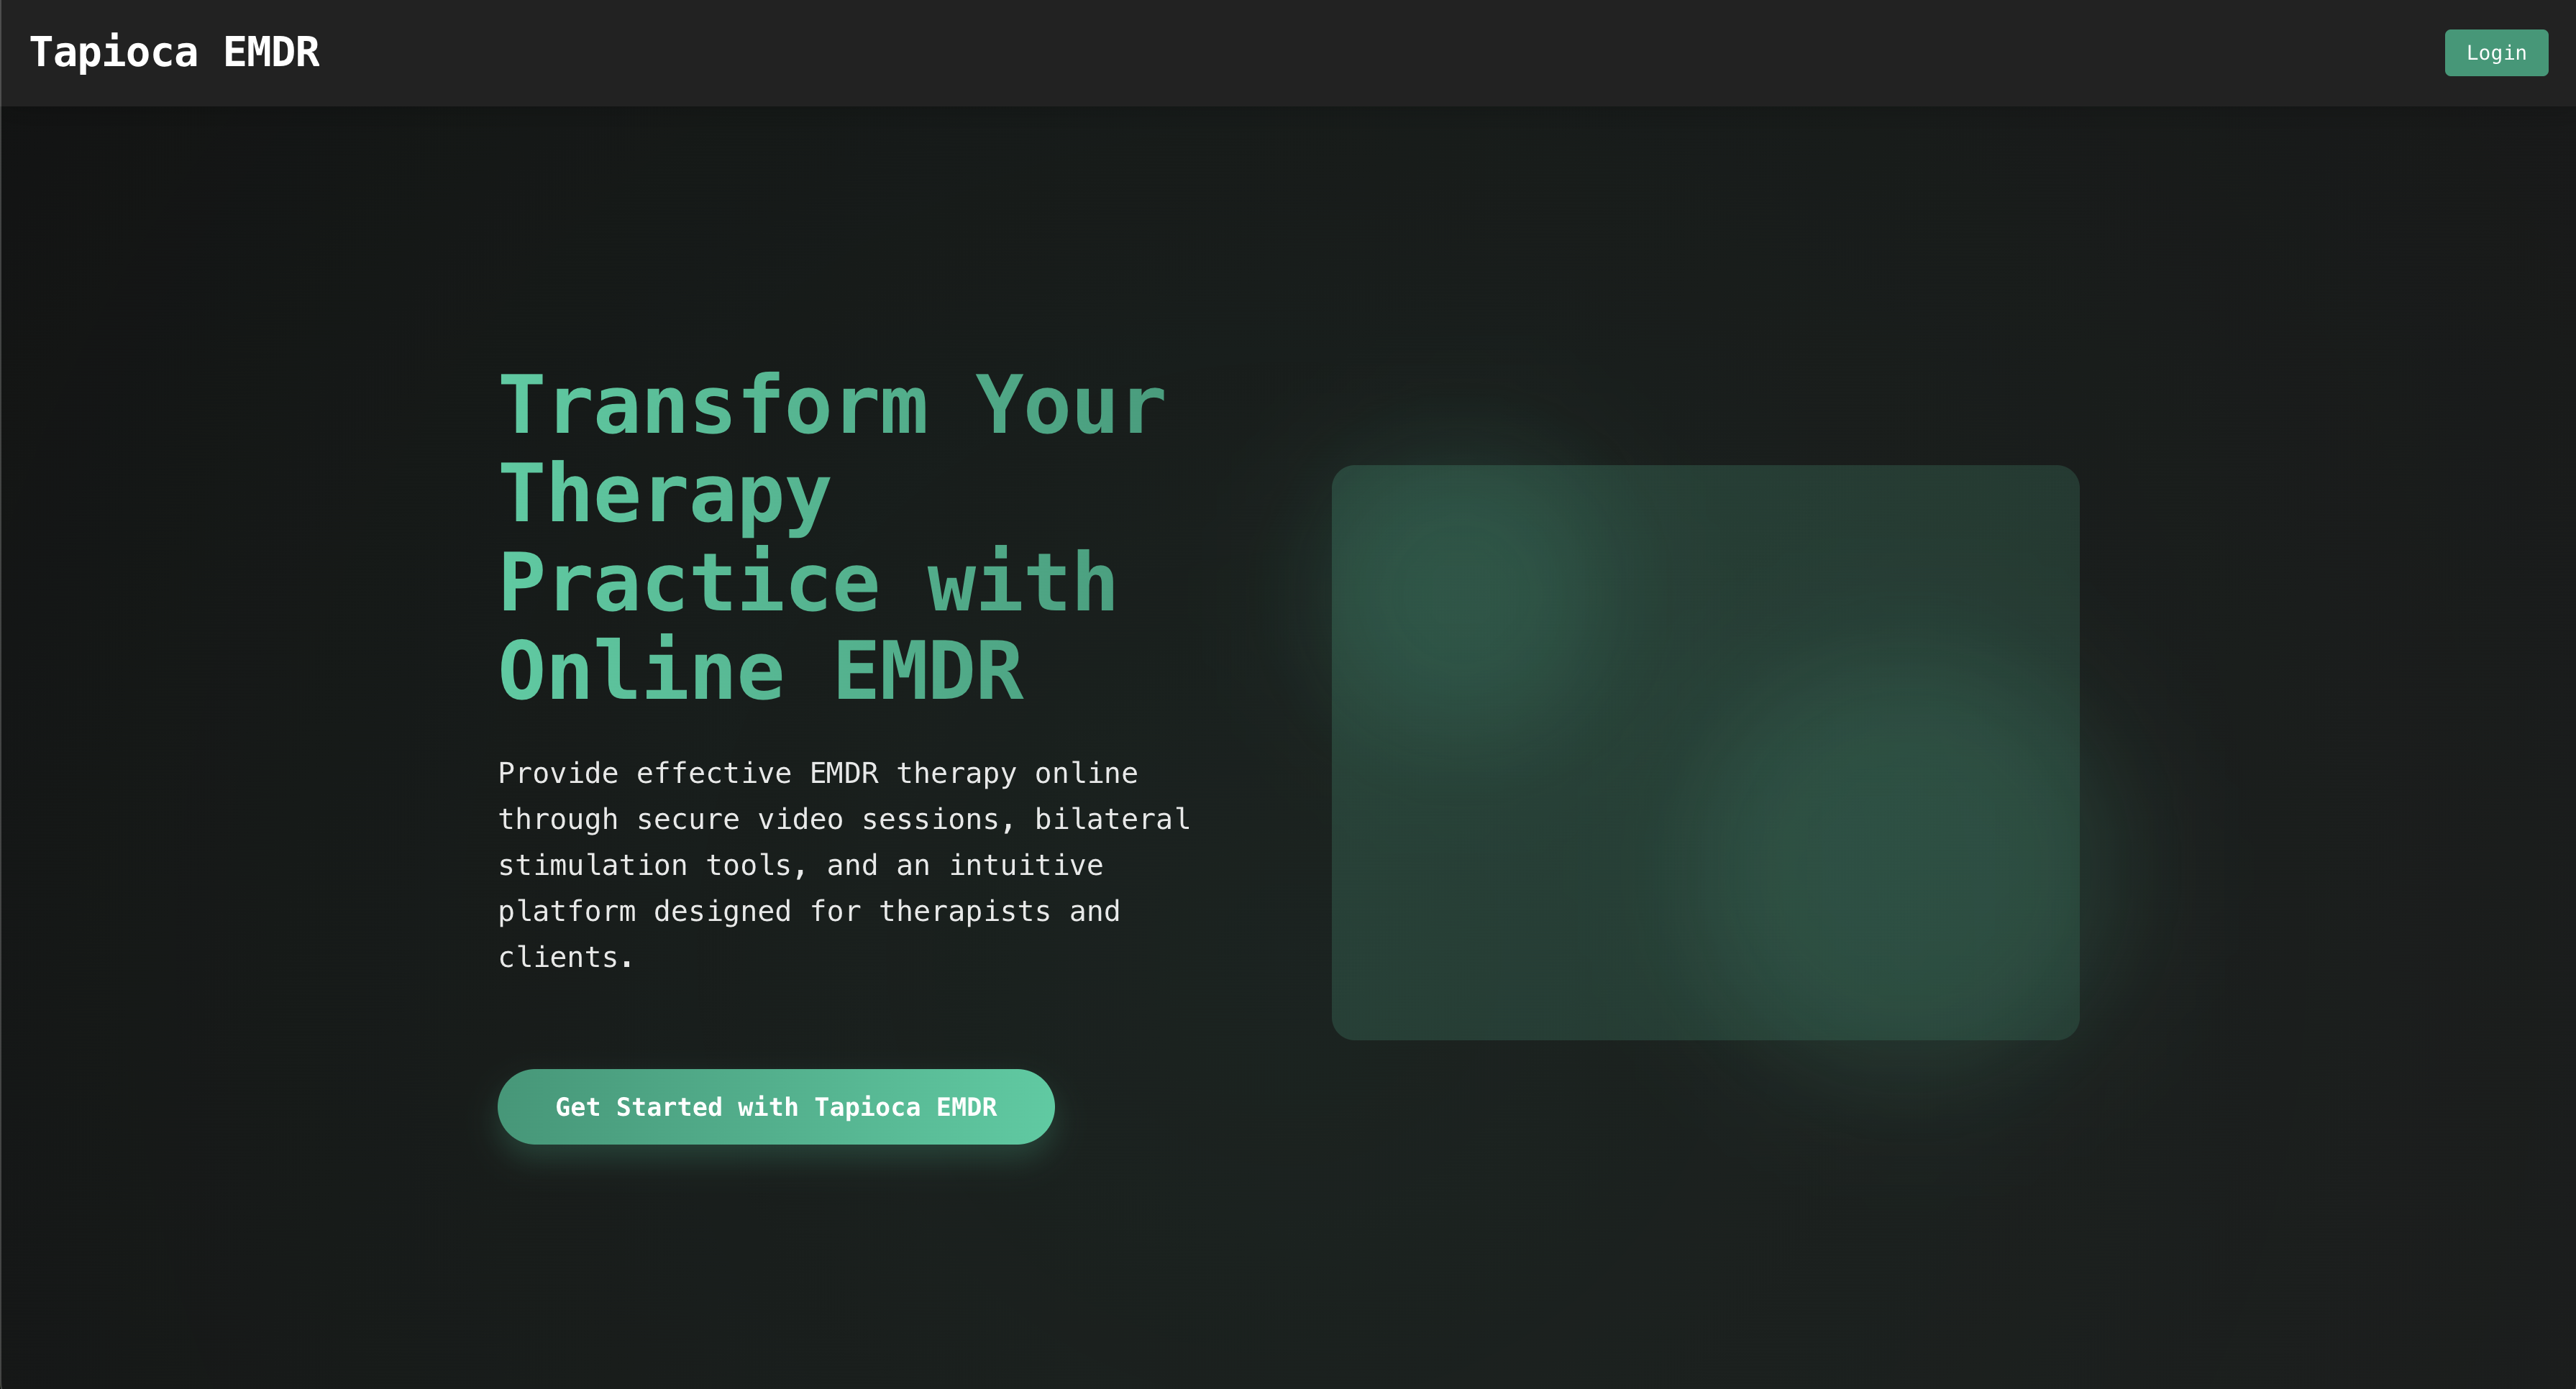 Tapioca EMDR
Login
Transform Your
Therapy
Practice with
Online EMDR
Provide effective EMDR therapy online
through secure video sessions, bilateral
stimulation tools, and an intuitive
platform designed for therapists and
clients.
Get Started with Tapioca EMDR